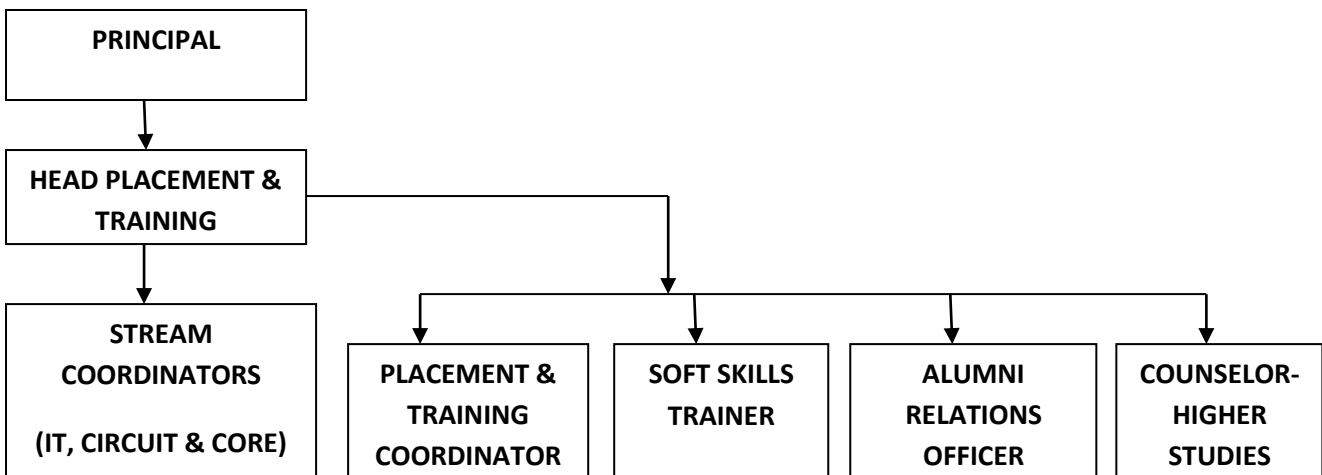 PRINCIPAL
HEAD PLACEMENT &
TRAINING
STREAM
COORDINATORS
(IT, CIRCUIT & CORE)
PLACEMENT &
TRAINING
COORDINATOR
SOFT SKILLS
TRAINER
ALUMNI
RELATIONS
OFFICER
COUNSELOR-
HIGHER
STUDIES